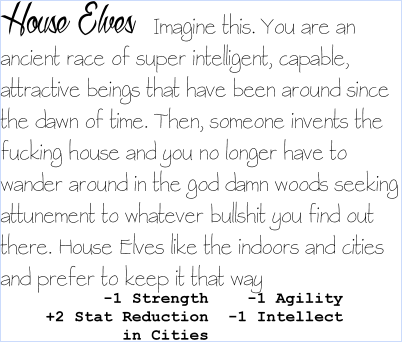 House Elves Imagine this. You are an
ancient race of super intelligent, capable,
attractive beings that have been around since
the dawn of time. Then, someone invents the
fucking house and you no longer have to
wander around in the god damn woods seeking
attunement to whatever bullshit you find out
there. House Elves like the indoors and cities
and prefer to keep it that way
-1 Strength -1 Agility
+2 Stat Reduction -1 Intellect
in Cities